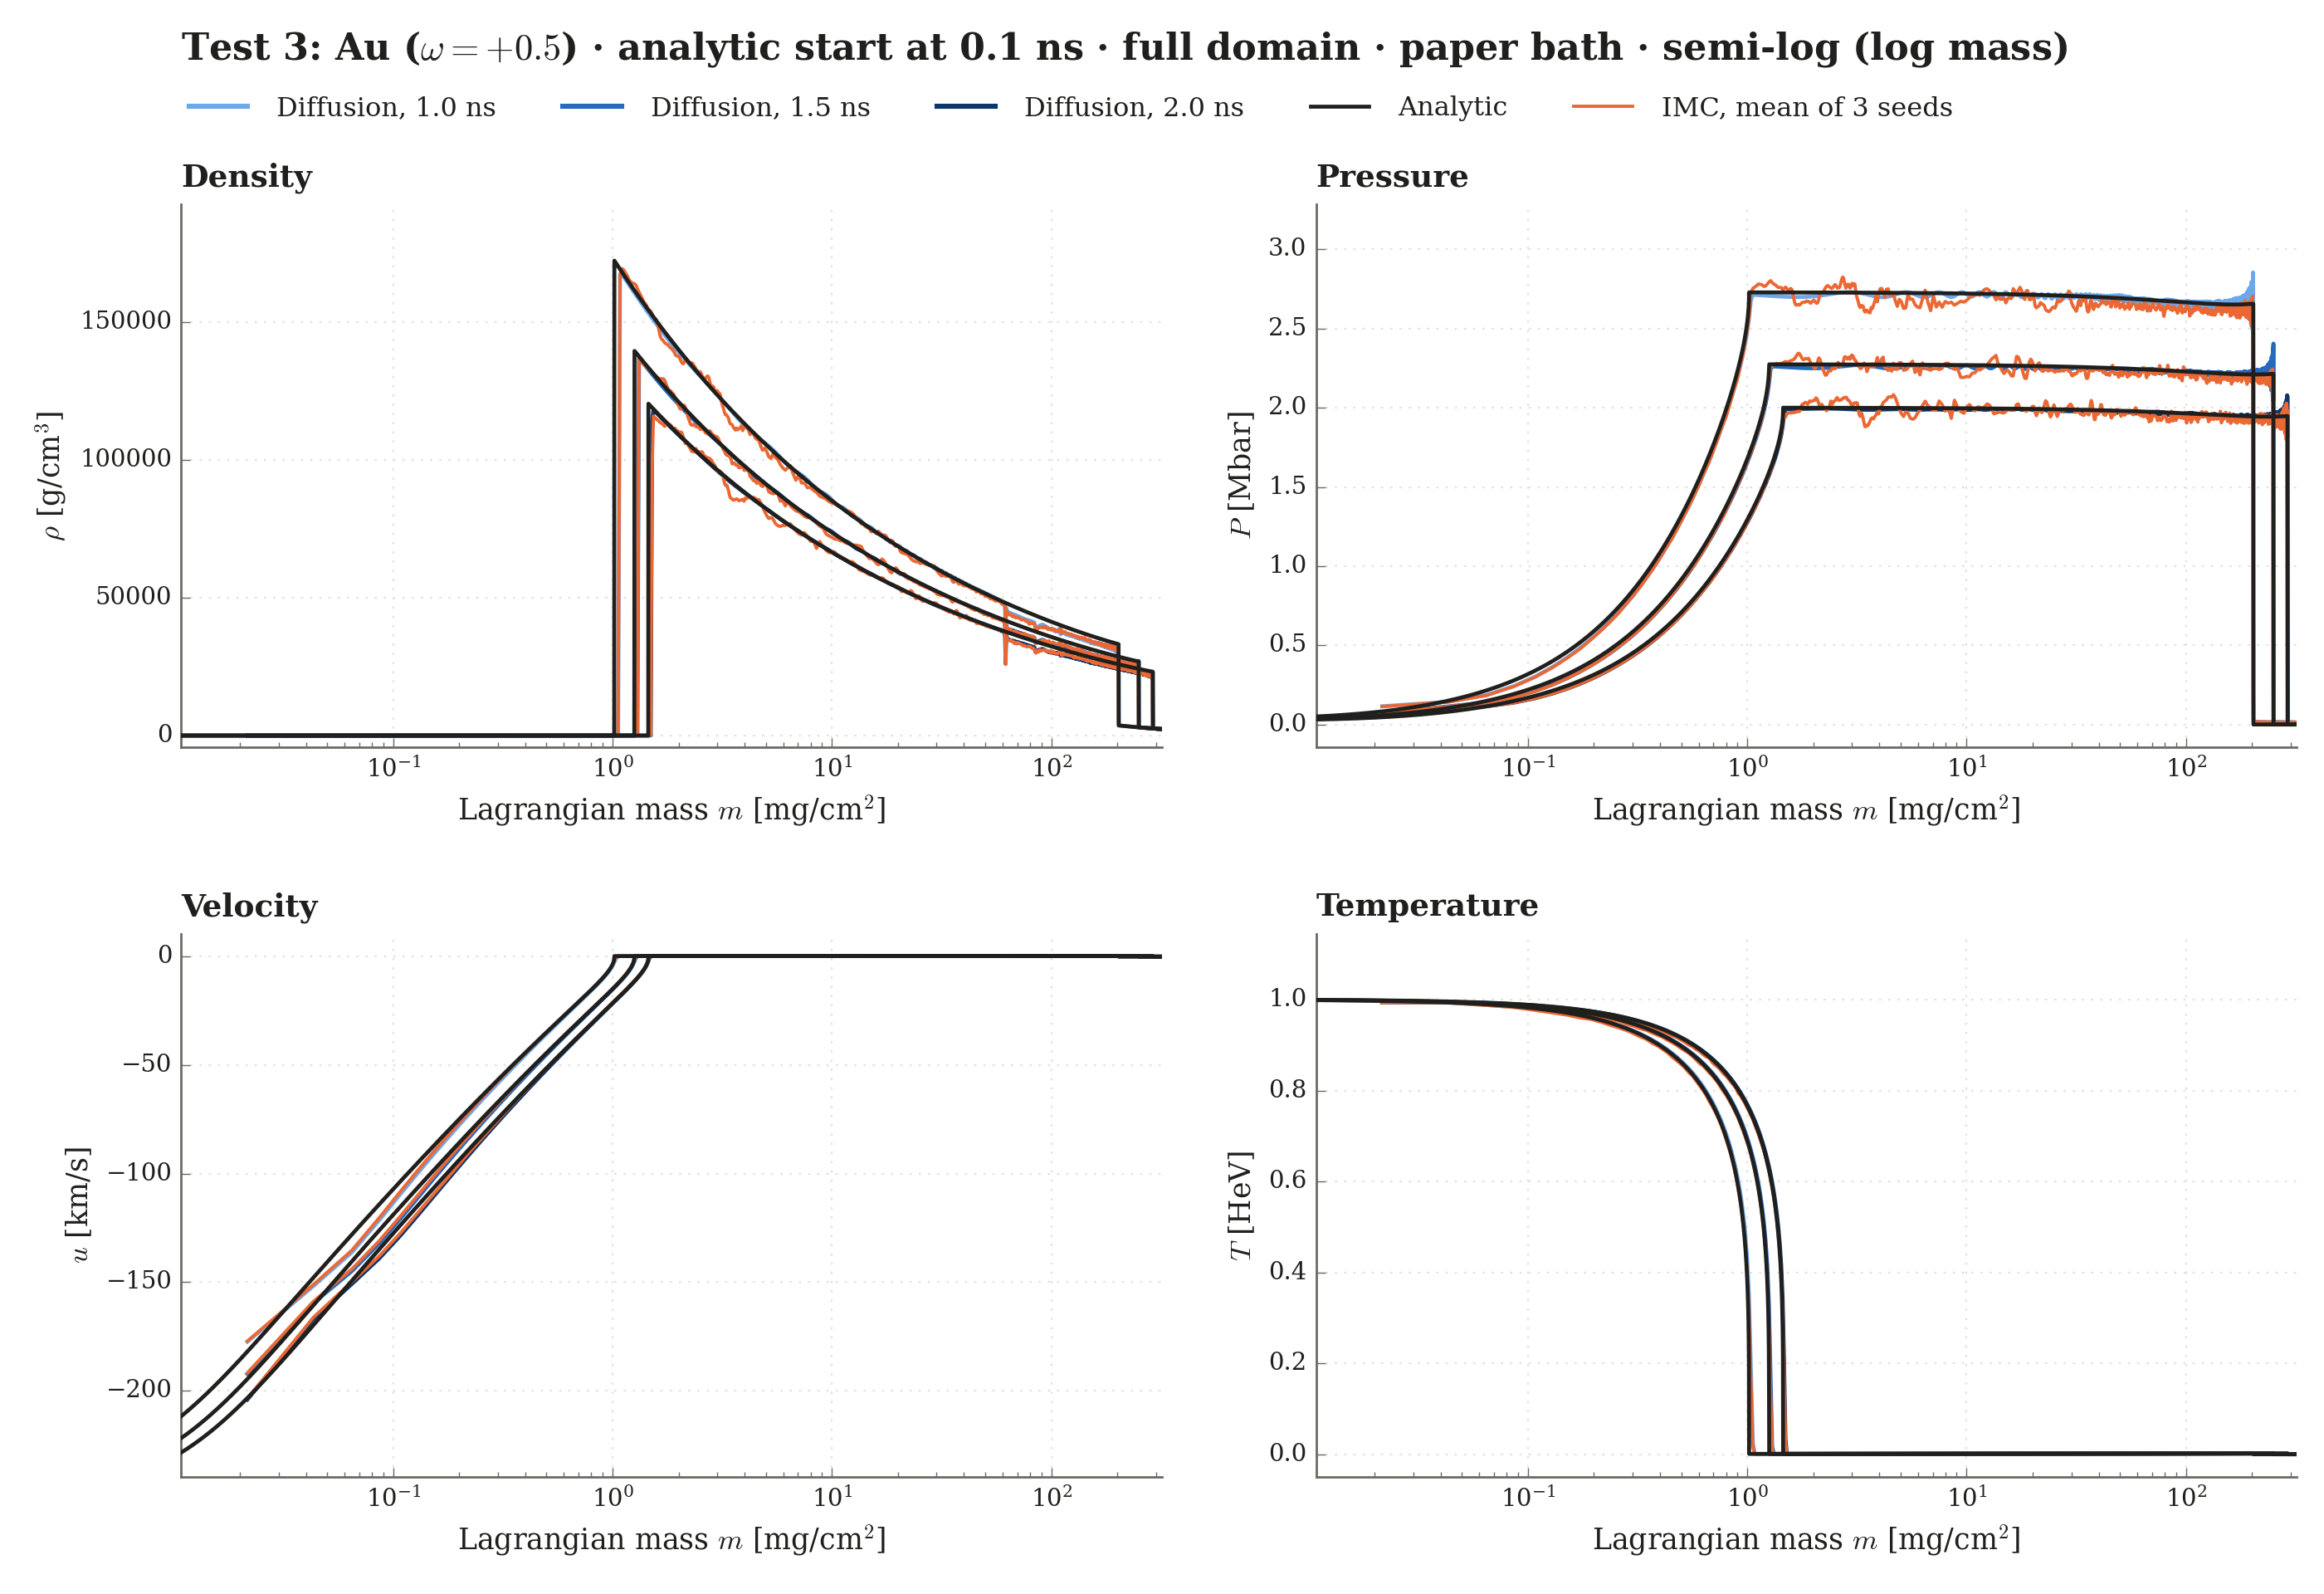 Test 3: Au (ω = +0.5) · analytic start at 0.1 ns · full domain · paper bath · semi-log (log mass)
Diffusion, 1.0 ns
Diffusion, 1.5 ns
Diffusion, 2.0 ns
Analytic
IMC, mean of 3 seeds
Density
ρ [g/cm³]
150000
100000
50000
0
10⁻¹
10⁰
10¹
10²
Lagrangian mass m [mg/cm²]
Pressure
P [Mbar]
3.0
2.5
2.0
1.5
1.0
0.5
0.0
10⁻¹
10⁰
10¹
10²
Lagrangian mass m [mg/cm²]
Velocity
u [km/s]
0
−50
−100
−150
−200
10⁻¹
10⁰
10¹
10²
Lagrangian mass m [mg/cm²]
Temperature
T [HeV]
1.0
0.8
0.6
0.4
0.2
0.0
10⁻¹
10⁰
10¹
10²
Lagrangian mass m [mg/cm²]